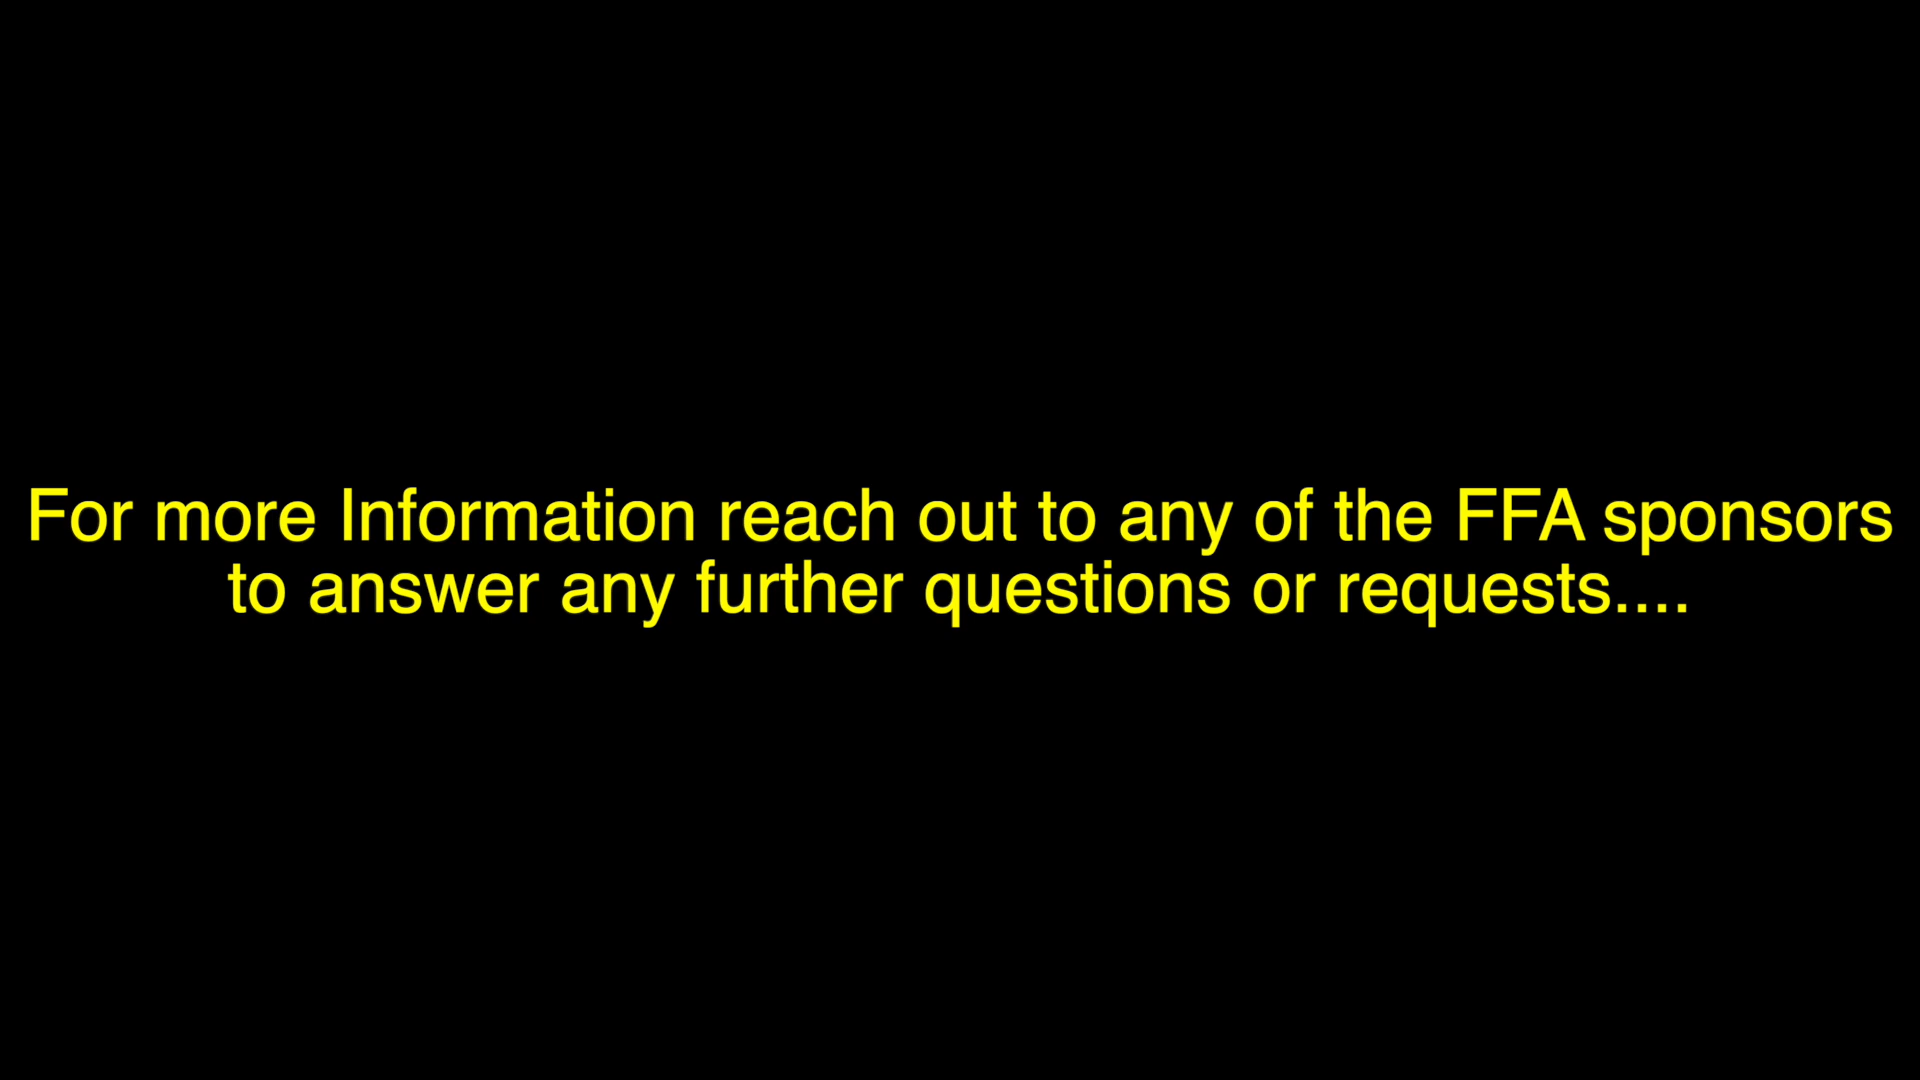 For more Information reach out to any of the FFA sponsors
to answer any further questions or requests....